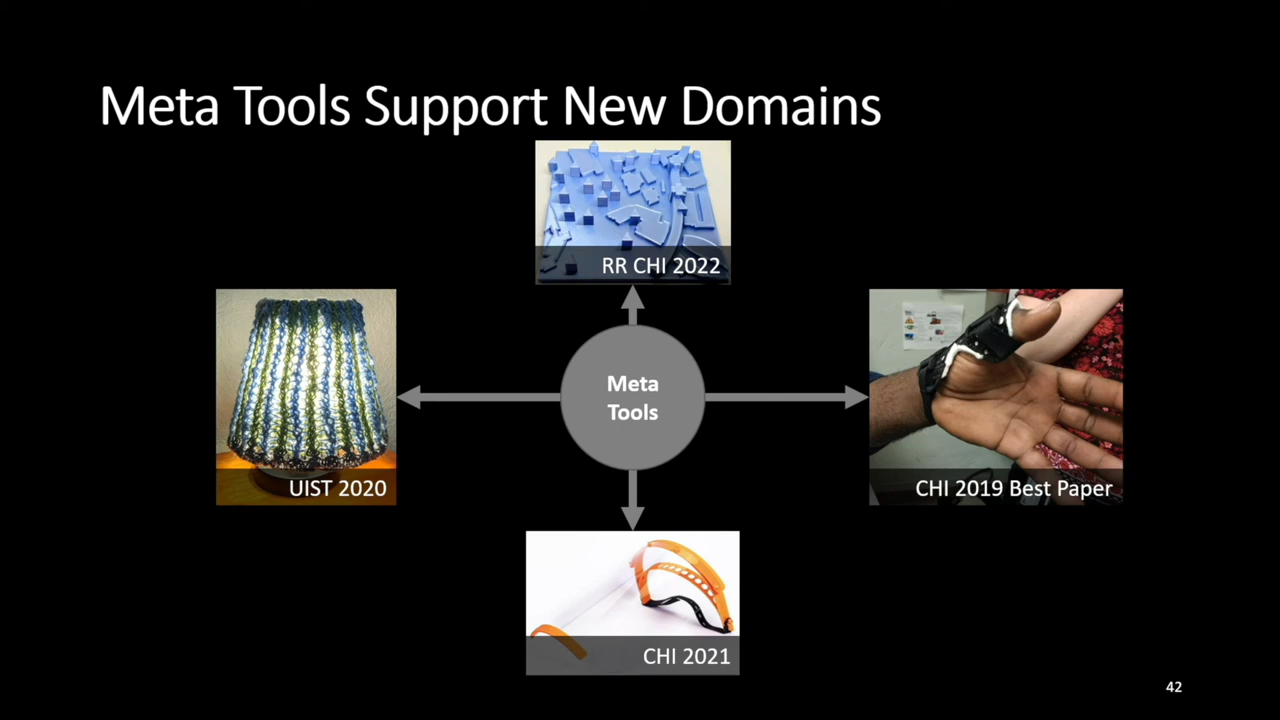 Meta Tools Support New Domains
RR CHI 2022
Meta
Tools
UIST 2020
CHI 2019 Best Paper
CHI 2021
42